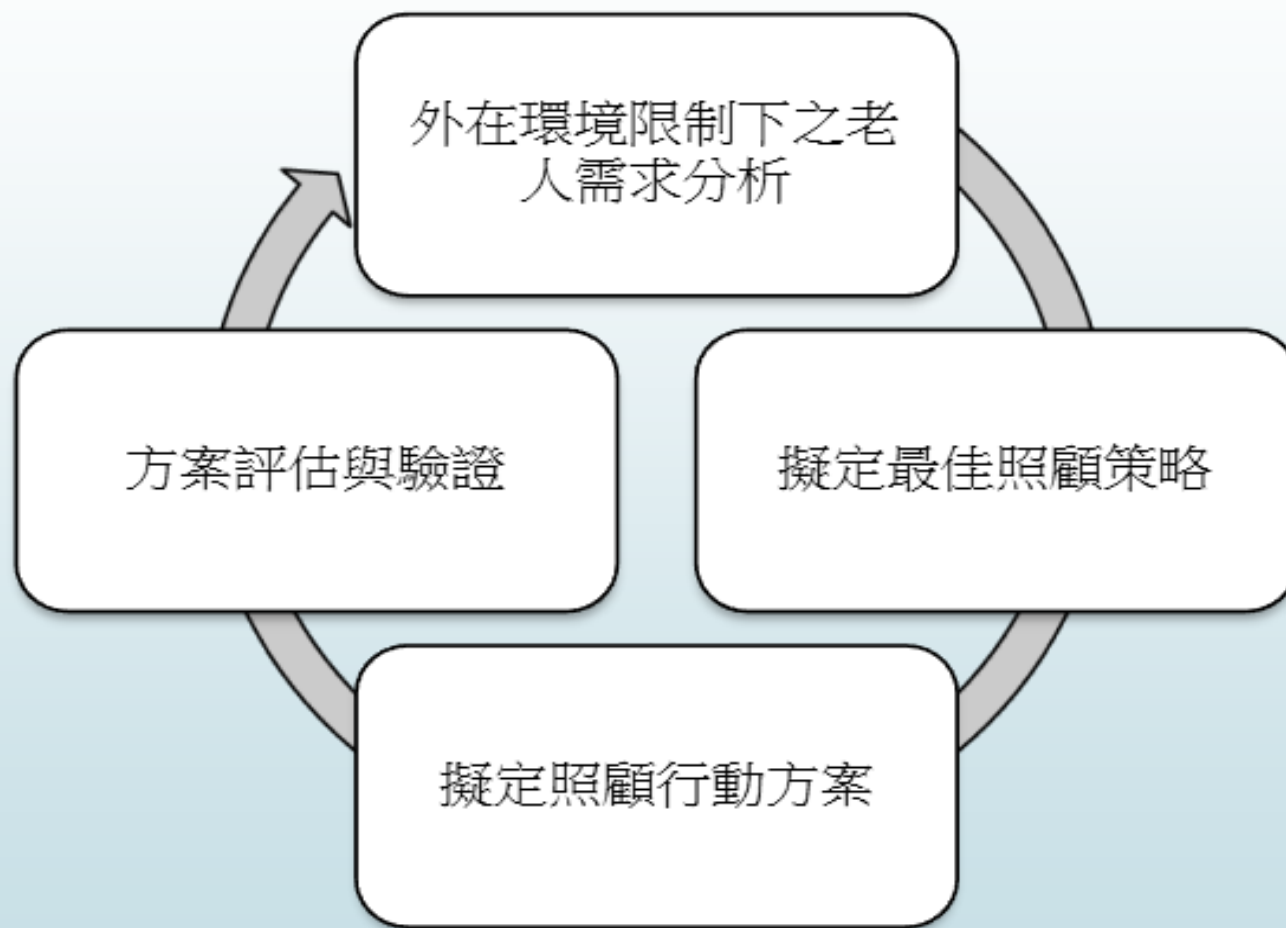 外在環境限制下之老
人需求分析
方案評估與驗證
擬定最佳照顧策略
擬定照顧行動方案